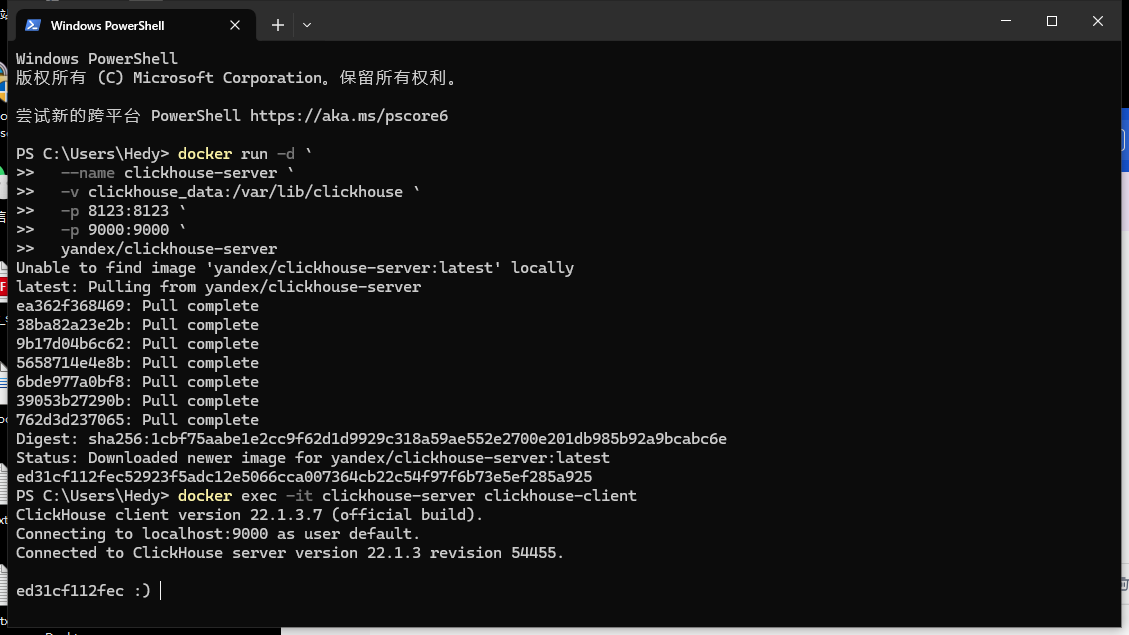 Windows PowerShell
Windows PowerShell
版权所有 (C) Microsoft Corporation。保留所有权利。
尝试新的跨平台 PowerShell https://aka.ms/pscore6
PS C:\Users\Hedy> docker run -d `
>>   --name clickhouse-server `
>>   -v clickhouse_data:/var/lib/clickhouse `
>>   -p 8123:8123 `
>>   -p 9000:9000 `
>>   yandex/clickhouse-server
Unable to find image 'yandex/clickhouse-server:latest' locally
latest: Pulling from yandex/clickhouse-server
ea362f368469: Pull complete
38ba82a23e2b: Pull complete
9b17d04b6c62: Pull complete
5658714e4e8b: Pull complete
6bde977a0bf8: Pull complete
39053b27290b: Pull complete
762d3d237065: Pull complete
Digest: sha256:1cbf75aabe1e2cc9f62d1d9929c318a59ae552e2700e201db985b92a9bcabc6e
Status: Downloaded newer image for yandex/clickhouse-server:latest
ed31cf112fec52923f5adc12e5066cca007364cb22c54f97f6b73e5ef285a925
PS C:\Users\Hedy> docker exec -it clickhouse-server clickhouse-client
ClickHouse client version 22.1.3.7 (official build).
Connecting to localhost:9000 as user default.
Connected to ClickHouse server version 22.1.3 revision 54455.
ed31cf112fec :)